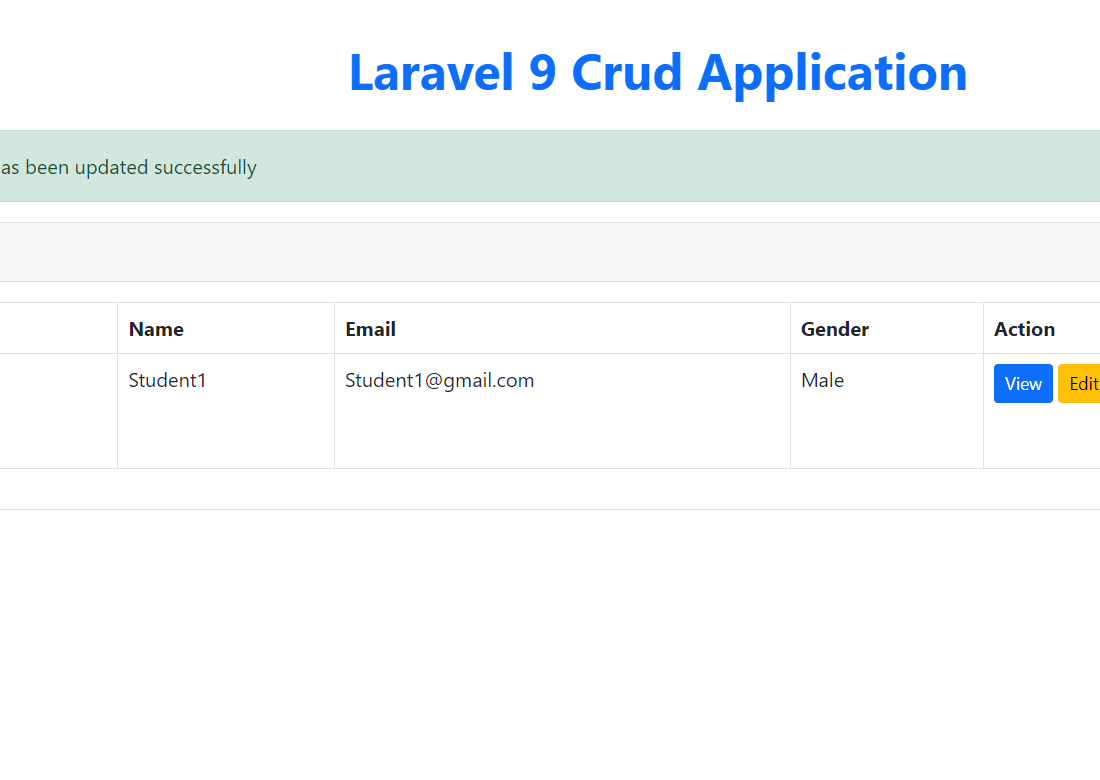 Laravel 9 Crud Application
as been updated successfully
Name Email Gender Action
Student1 Student1@gmail.com Male View Edit